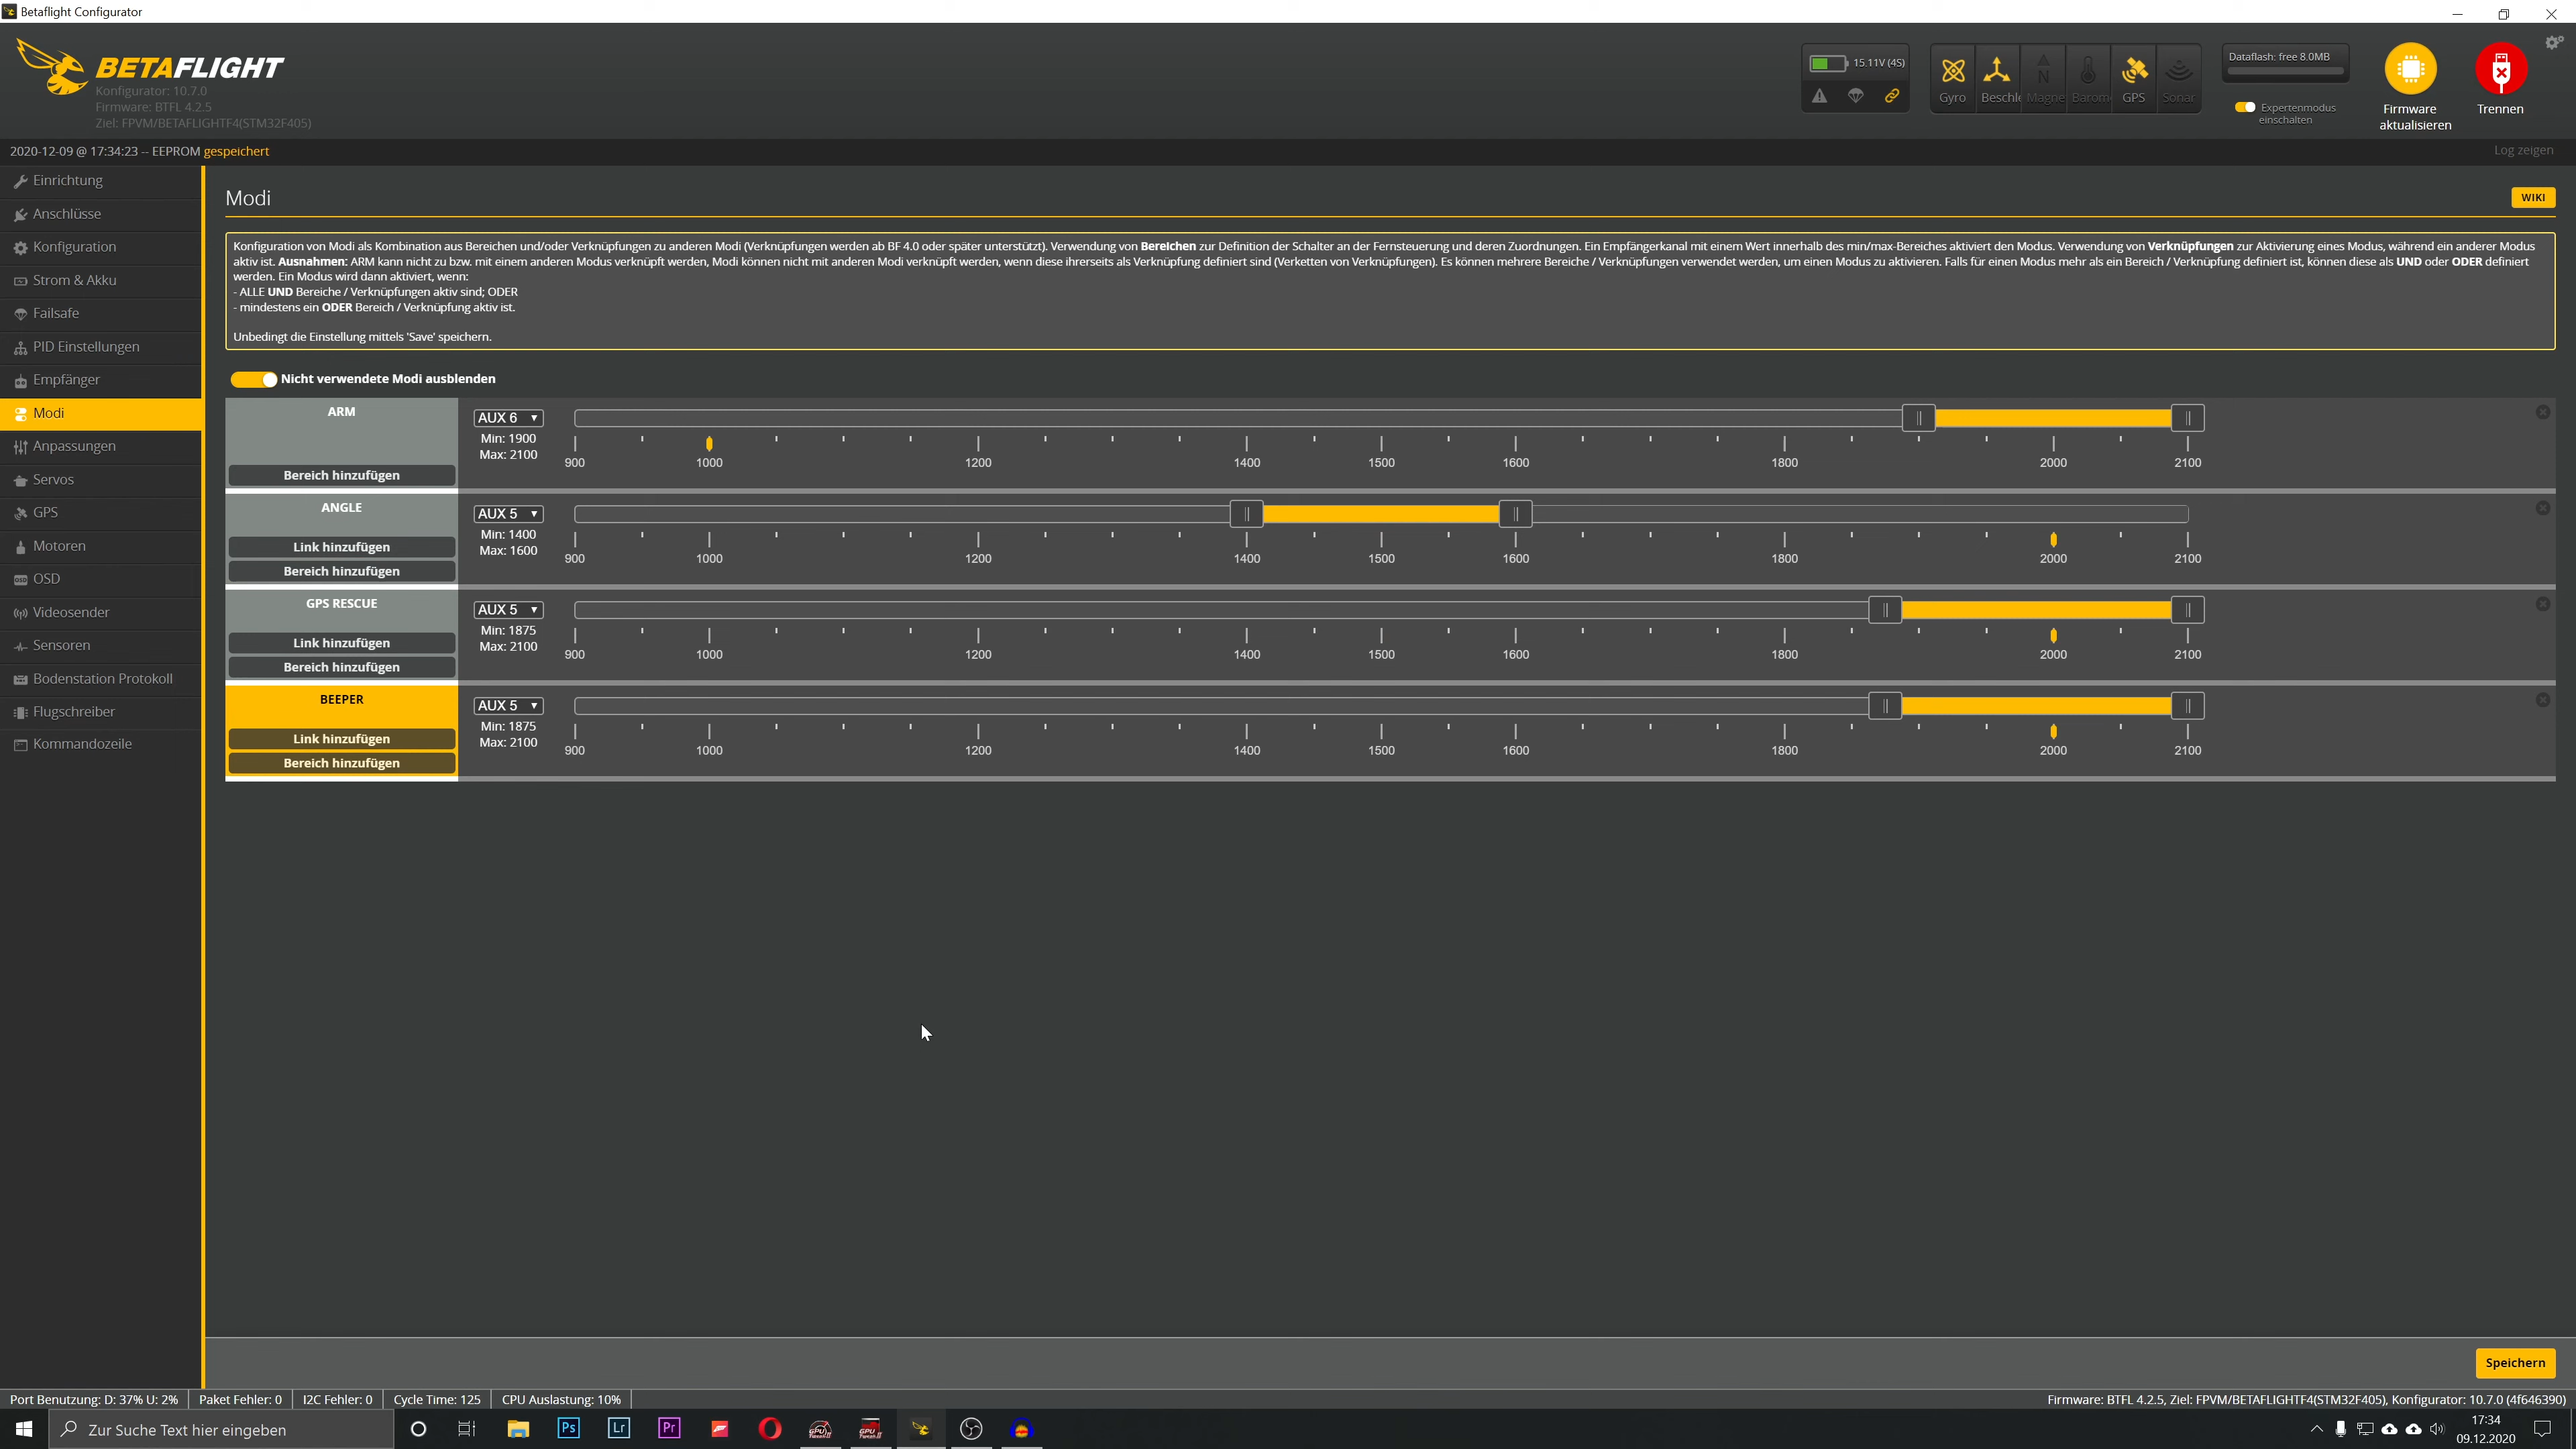 Betaflight Configurator
BETAFLIGHT
Konfigurator: 10.7.0
Firmware: BTFL 4.2.5
Ziel: FPVM/BETAFLIGHTF4(STM32F405)
15.11V (4S)
Gyro
Beschle
Magne
Barom
GPS
Sonar
Dataflash: free 8.0MB
Expertenmodus
einschalten
Firmware
aktualisieren
Trennen
2020-12-09 @ 17:34:23 -- EEPROM gespeichert
Log zeigen
Einrichtung
Anschlüsse
Konfiguration
Strom & Akku
Failsafe
PID Einstellungen
Empfänger
Modi
Anpassungen
Servos
GPS
Motoren
OSD
Videosender
Sensoren
Bodenstation Protokoll
Flugschreiber
Kommandozeile
Modi
WIKI
Konfiguration von Modi als Kombination aus Bereichen und/oder Verknüpfungen zu anderen Modi (Verknüpfungen werden ab BF 4.0 oder später unterstützt). Verwendung von Bereichen zur Definition der Schalter an der Fernsteuerung und deren Zuordnungen. Ein Empfängerkanal mit einem Wert innerhalb des min/max-Bereiches aktiviert den Modus. Verwendung von Verknüpfungen zur Aktivierung eines Modus, während ein anderer Modus
aktiv ist. Ausnahmen: ARM kann nicht zu bzw. mit einem anderen Modus verknüpft werden, Modi können nicht mit anderen Modi verknüpft werden, wenn diese ihrerseits als Verknüpfung definiert sind (Verketten von Verknüpfungen). Es können mehrere Bereiche / Verknüpfungen verwendet werden, um einen Modus zu aktivieren. Falls für einen Modus mehr als ein Bereich / Verknüpfung definiert ist, können diese als UND oder ODER definiert
werden. Ein Modus wird dann aktiviert, wenn:
- ALLE UND Bereiche / Verknüpfungen aktiv sind; ODER
- mindestens ein ODER Bereich / Verknüpfung aktiv ist.
Unbedingt die Einstellung mittels 'Save' speichern.
Nicht verwendete Modi ausblenden
ARM
Bereich hinzufügen
AUX 6
Min: 1900
Max: 2100
900 1000 1200 1400 1500 1600 1800 2000 2100
ANGLE
Link hinzufügen
Bereich hinzufügen
AUX 5
Min: 1400
Max: 1600
900 1000 1200 1400 1500 1600 1800 2000 2100
GPS RESCUE
Link hinzufügen
Bereich hinzufügen
AUX 5
Min: 1875
Max: 2100
900 1000 1200 1400 1500 1600 1800 2000 2100
BEEPER
Link hinzufügen
Bereich hinzufügen
AUX 5
Min: 1875
Max: 2100
900 1000 1200 1400 1500 1600 1800 2000 2100
Speichern
Port Benutzung: D: 37% U: 2% Paket Fehler: 0 I2C Fehler: 0 Cycle Time: 125 CPU Auslastung: 10%
Firmware: BTFL 4.2.5, Ziel: FPVM/BETAFLIGHTF4(STM32F405), Konfigurator: 10.7.0 (4f646390)
Zur Suche Text hier eingeben
Ps
Lr
Pr
17:34
09.12.2020